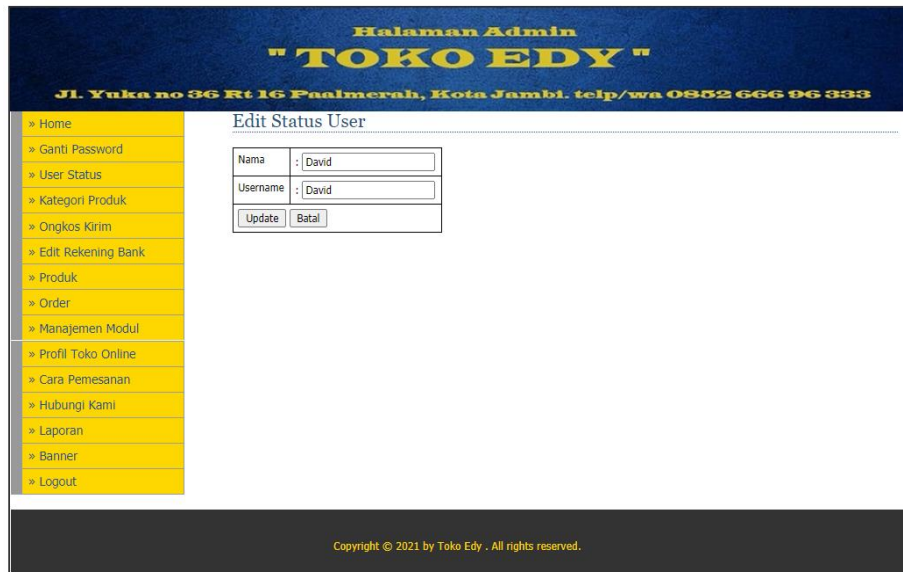 Halaman Admin
" TOKO EDY "
Jl. Yuka no 36 Rt 16 Paalmerah, Kota Jambi. telp/wa 0852 666 96 333
» Home
» Ganti Password
» User Status
» Kategori Produk
» Ongkos Kirim
» Edit Rekening Bank
» Produk
» Order
» Manajemen Modul
» Profil Toko Online
» Cara Pemesanan
» Hubungi Kami
» Laporan
» Banner
» Logout
Edit Status User
Nama : David
Username : David
Update Batal
Copyright © 2021 by Toko Edy . All rights reserved.